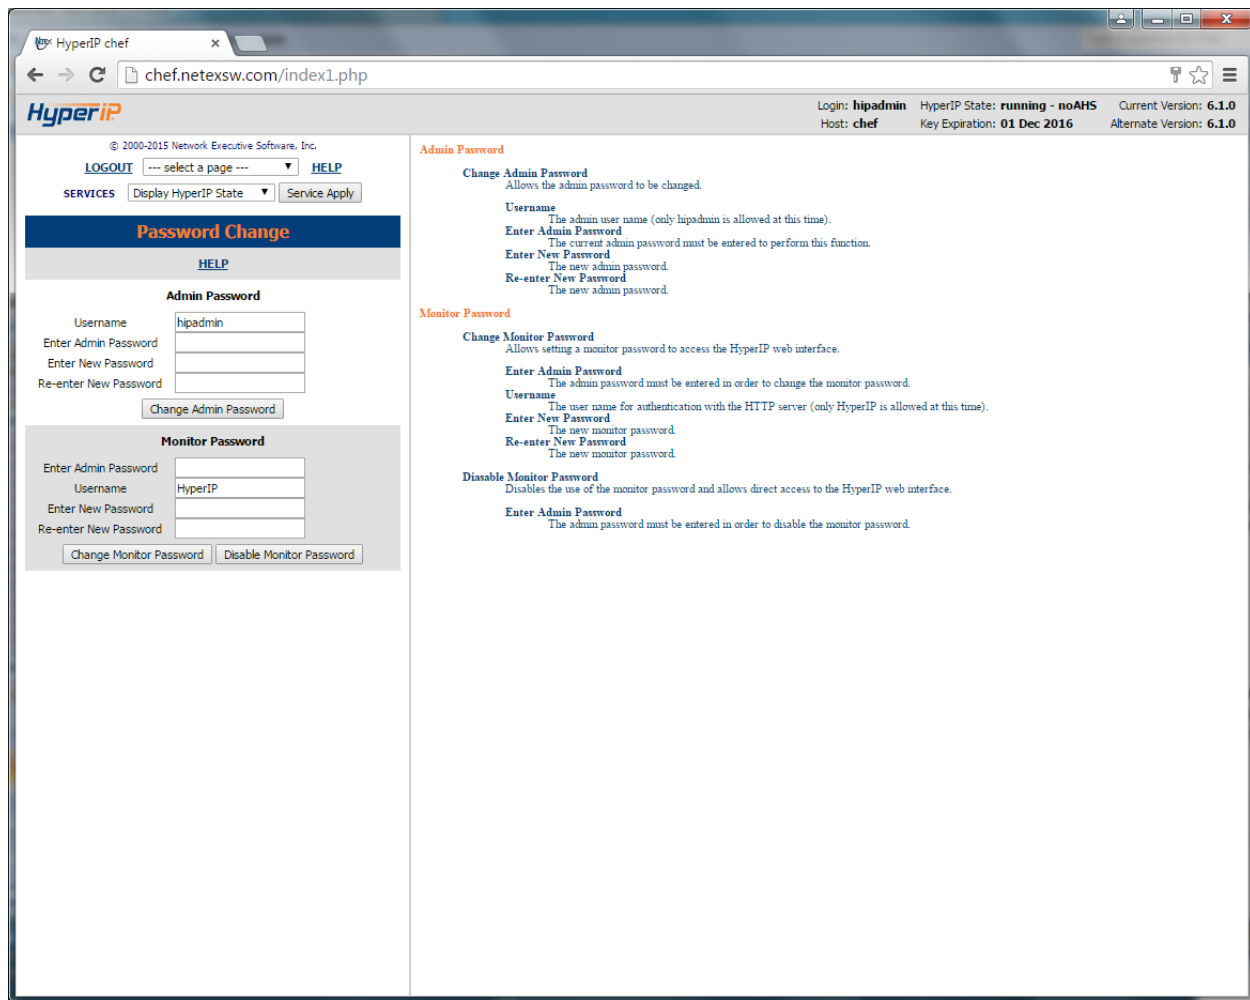 HyperIP chef
chef.netexsw.com/index1.php
HyperIP
Login: hipadmin HyperIP State: running - noAHS Current Version: 6.1.0
Host: chef Key Expiration: 01 Dec 2016 Alternate Version: 6.1.0
© 2000-2015 Network Executive Software, Inc.
LOGOUT --- select a page --- HELP
SERVICES Display HyperIP State Service Apply
Password Change
HELP
Admin Password
Username hipadmin
Enter Admin Password
Enter New Password
Re-enter New Password
Change Admin Password
Monitor Password
Enter Admin Password
Username HyperIP
Enter New Password
Re-enter New Password
Change Monitor Password Disable Monitor Password
Admin Password
Change Admin Password
Allows the admin password to be changed.
Username
The admin user name (only hipadmin is allowed at this time).
Enter Admin Password
The current admin password must be entered to perform this function.
Enter New Password
The new admin password.
Re-enter New Password
The new admin password.
Monitor Password
Change Monitor Password
Allows setting a monitor password to access the HyperIP web interface.
Enter Admin Password
The admin password must be entered in order to change the monitor password.
Username
The user name for authentication with the HTTP server (only HyperIP is allowed at this time).
Enter New Password
The new monitor password.
Re-enter New Password
The new monitor password.
Diasable Monitor Password
Disables the use of the monitor password and allows direct access to the HyperIP web interface.
Enter Admin Password
The admin password must be entered in order to disable the monitor password.